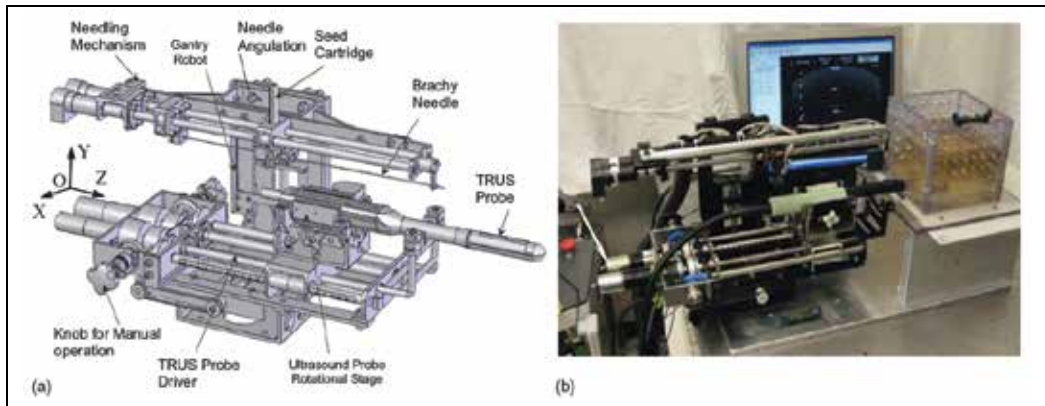 Needling
Mechanism
Gantry
Robot
Needle
Angulation
Seed
Cartridge
Brachy
Needle
Y
O
Z
X
TRUS
Probe
Knob for Manual
operation
TRUS Probe
Driver
Ultrasound Probe
Rotational Stage
(a)
(b)